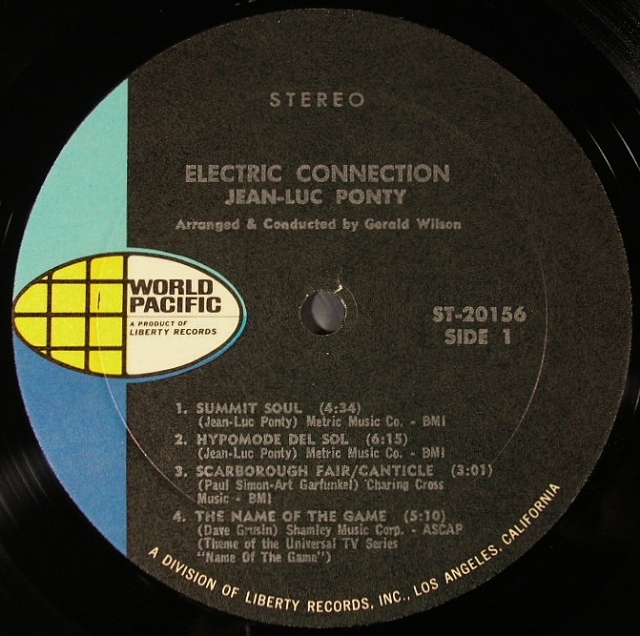 STEREO
ELECTRIC CONNECTION
JEAN-LUC PONTY
Arranged & Conducted by Gerald Wilson
WORLD
PACIFIC
A PRODUCT OF
LIBERTY RECORDS
ST-20156
SIDE 1
1. SUMMIT SOUL (4:34)
(Jean-Luc Ponty) Metric Music Co. - BMI
2. HYPOMODE DEL SOL (6:15)
(Jean-Luc Ponty) Metric Music Co. - BMI
3. SCARBOROUGH FAIR/CANTICLE (3:01)
(Paul Simon-Art Garfunkel) Charing Cross
Music - BMI
4. THE NAME OF THE GAME (5:10)
(Dave Grusin) Shamley Music Corp. - ASCAP
(Theme of the Universal TV Series
"Name Of The Game")
A DIVISION OF LIBERTY RECORDS, INC., LOS ANGELES, CALIFORNIA